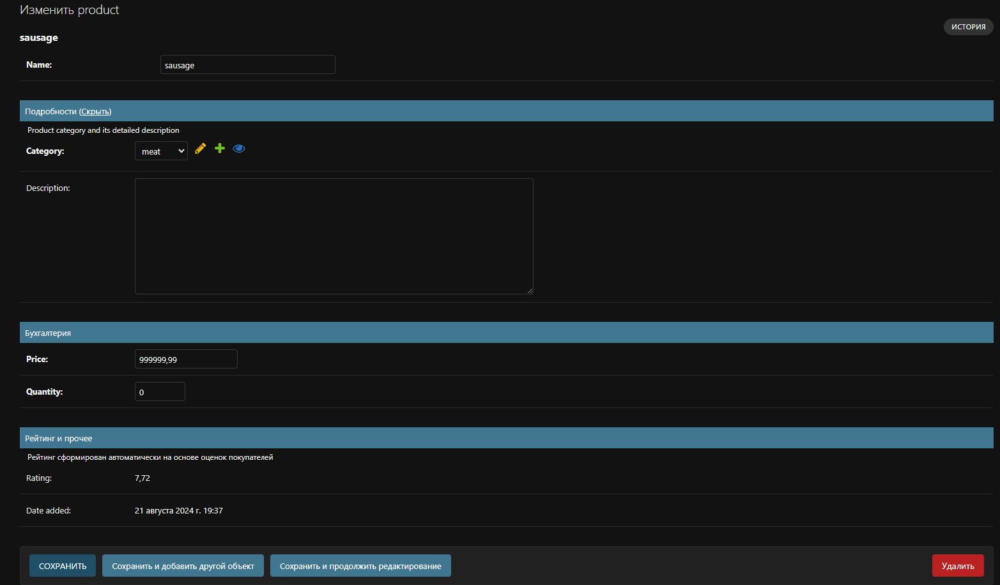 Изменить product
ИСТОРИЯ
sausage
Name:
sausage
Подробности (Скрыть)
Product category and its detailed description
Category:
meat
Description:
Бухгалтерия
Price:
999999,99
Quantity:
0
Рейтинг и прочее
Рейтинг сформирован автоматически на основе оценок покупателей
Rating:
7,72
Date added:
21 августа 2024 г. 19:37
СОХРАНИТЬ
Сохранить и добавить другой объект
Сохранить и продолжить редактирование
Удалить